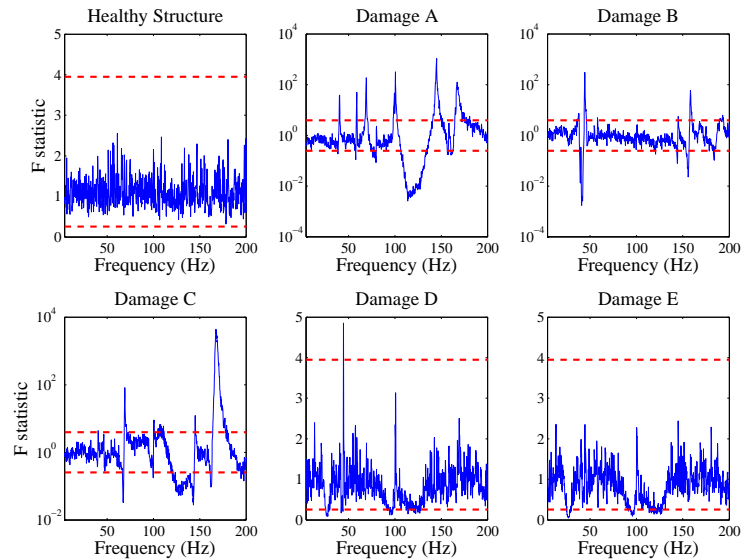 Healthy Structure
5
4
3
2
1
0
F statistic
50 100 150 200
Frequency (Hz)
Damage A
10^4
10^2
10^0
10^−2
10^−4
50 100 150 200
Frequency (Hz)
Damage B
10^4
10^2
10^0
10^−2
10^−4
50 100 150 200
Frequency (Hz)
Damage C
10^4
10^2
10^0
10^−2
F statistic
50 100 150 200
Frequency (Hz)
Damage D
5
4
3
2
1
0
50 100 150 200
Frequency (Hz)
Damage E
5
4
3
2
1
0
50 100 150 200
Frequency (Hz)